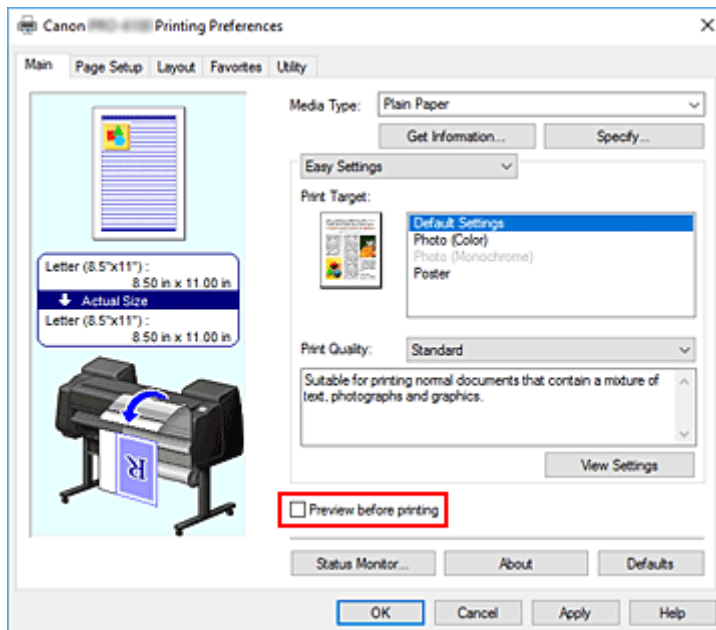 Canon Printing Preferences
Main Page Setup Layout Favorites Utility
Media Type: Plain Paper
Get Information... Specify...
Easy Settings
Print Target:
Default Settings
Photo (Color)
Photo (Monochrome)
Poster
Letter (8.5"x11") :
8.50 in x 11.00 in
Actual Size
Letter (8.5"x11") :
8.50 in x 11.00 in
R
Print Quality: Standard
Suitable for printing normal documents that contain a mixture of
text, photographs and graphics.
View Settings
Preview before printing
Status Monitor... About Defaults
OK Cancel Apply Help